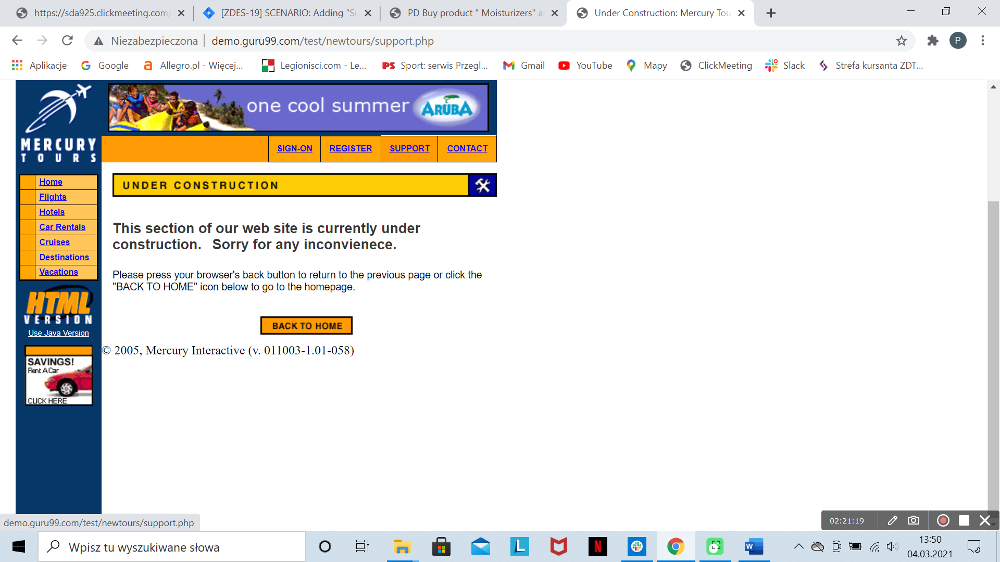 https://sda925.clickmeeting.com/
[ZDES-19] SCENARIO: Adding "Su
PD Buy product " Moisturizers" as
Under Construction: Mercury Tou
Niezabezpieczona
demo.guru99.com/test/newtours/support.php
P
Aplikacje
Google
Allegro.pl - Więcej...
Legionisci.com - Le...
PS Sport: serwis Przegl...
Gmail
YouTube
Mapy
ClickMeeting
Slack
Strefa kursanta ZDT...
MERCURY
TOURS
one cool summer
ARUBA
SIGN-ON
REGISTER
SUPPORT
CONTACT
Home
Flights
Hotels
Car Rentals
Cruises
Destinations
Vacations
HTML
VERSION
Use Java Version
SAVINGS!
Rent A Car
CLICK HERE
UNDER CONSTRUCTION
This section of our web site is currently under
construction. Sorry for any inconvienece.
Please press your browser's back button to return to the previous page or click the
"BACK TO HOME" icon below to go to the homepage.
BACK TO HOME
© 2005, Mercury Interactive (v. 011003-1.01-058)
demo.guru99.com/test/newtours/support.php
02:21:19
Wpisz tu wyszukiwane słowa
L
N
W
13:50
04.03.2021